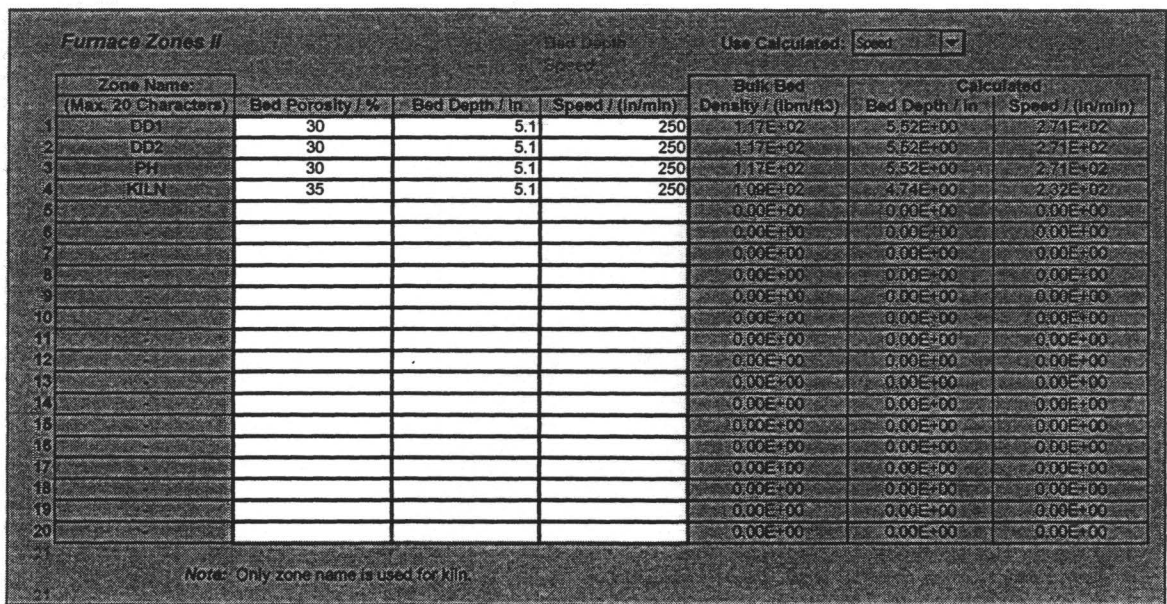 Furnace Zones II Bed Depth Use Calculated: Speed
Speed
Zone Name: Bulk Bed Calculated
(Max. 20 Characters) Bed Porosity / % Bed Depth / in Speed / (in/min) Density / (lbm/ft3) Bed Depth / in Speed / (in/min)
1 DD1 30 5.1 250 1.17E+02 5.52E+00 2.71E+02
2 DD2 30 5.1 250 1.17E+02 5.52E+00 2.71E+02
3 PH 30 5.1 250 1.17E+02 5.52E+00 2.71E+02
4 KILN 35 5.1 250 1.09E+02 4.74E+00 2.32E+02
5 - 0.00E+00 0.00E+00 0.00E+00
6 - 0.00E+00 0.00E+00 0.00E+00
7 - 0.00E+00 0.00E+00 0.00E+00
8 - 0.00E+00 0.00E+00 0.00E+00
9 - 0.00E+00 0.00E+00 0.00E+00
10 - 0.00E+00 0.00E+00 0.00E+00
11 - 0.00E+00 0.00E+00 0.00E+00
12 - 0.00E+00 0.00E+00 0.00E+00
13 - 0.00E+00 0.00E+00 0.00E+00
14 - 0.00E+00 0.00E+00 0.00E+00
15 - 0.00E+00 0.00E+00 0.00E+00
16 - 0.00E+00 0.00E+00 0.00E+00
17 - 0.00E+00 0.00E+00 0.00E+00
18 - 0.00E+00 0.00E+00 0.00E+00
19 - 0.00E+00 0.00E+00 0.00E+00
20 - 0.00E+00 0.00E+00 0.00E+00
21
Note: Only zone name is used for kiln.
21